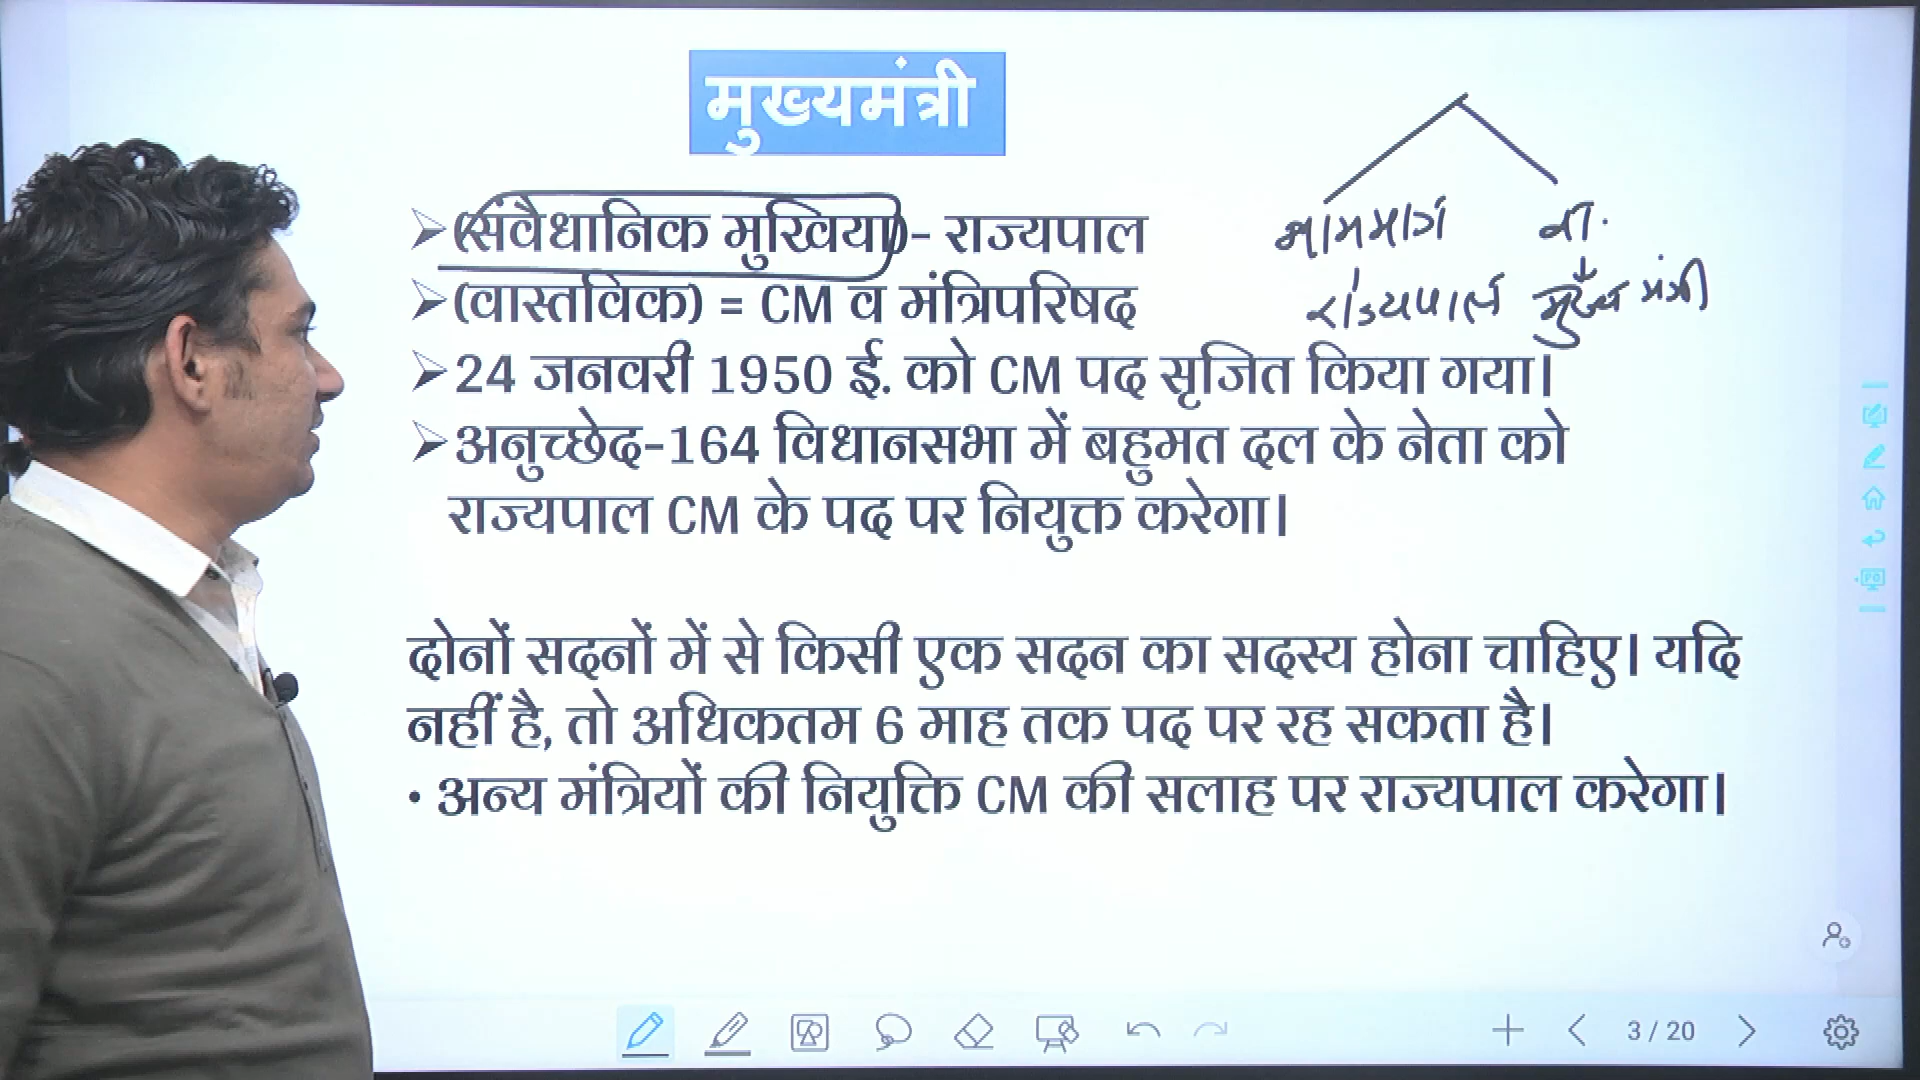 मुख्यमंत्री
(संवैधानिक मुखिया)- राज्यपाल
(वास्तविक) = CM व मंत्रिपरिषद
24 जनवरी 1950 ई. को CM पद सृजित किया गया।
अनुच्छेद-164 विधानसभा में बहुमत दल के नेता को
राज्यपाल CM के पद पर नियुक्त करेगा।
दोनों सदनों में से किसी एक सदन का सदस्य होना चाहिए। यदि
नहीं है, तो अधिकतम 6 माह तक पद पर रह सकता है।
• अन्य मंत्रियों की नियुक्ति CM की सलाह पर राज्यपाल करेगा।
नाममात्र वा.
राज्यपाल मुख्यमंत्री
3 / 20